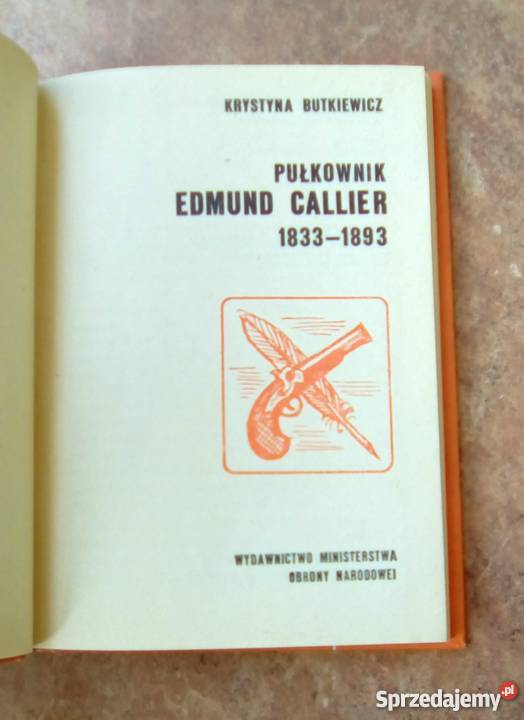 KRYSTYNA BUTKIEWICZ
PUŁKOWNIK
EDMUND CALLIER
1833–1893
WYDAWNICTWO MINISTERSTWA
OBRONY NARODOWEJ
Sprzedajemy.pl